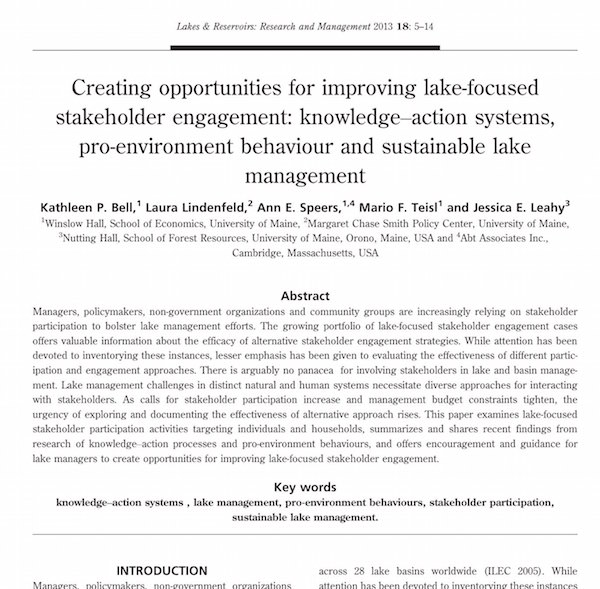 Lakes & Reservoirs: Research and Management 2013 18: 5–14
Creating opportunities for improving lake-focused
stakeholder engagement: knowledge–action systems,
pro-environment behaviour and sustainable lake
management
Kathleen P. Bell,1 Laura Lindenfeld,2 Ann E. Speers,1,4 Mario F. Teisl1 and Jessica E. Leahy3
1Winslow Hall, School of Economics, University of Maine, 2Margaret Chase Smith Policy Center, University of Maine,
3Nutting Hall, School of Forest Resources, University of Maine, Orono, Maine, USA and 4Abt Associates Inc.,
Cambridge, Massachusetts, USA
Abstract
Managers, policymakers, non-government organizations and community groups are increasingly relying on stakeholder
participation to bolster lake management efforts. The growing portfolio of lake-focused stakeholder engagement cases
offers valuable information about the efficacy of alternative stakeholder engagement strategies. While attention has been
devoted to inventorying these instances, lesser emphasis has been given to evaluating the effectiveness of different partic-
ipation and engagement approaches. There is arguably no panacea for involving stakeholders in lake and basin manage-
ment. Lake management challenges in distinct natural and human systems necessitate diverse approaches for interacting
with stakeholders. As calls for stakeholder participation increase and management budget constraints tighten, the
urgency of exploring and documenting the effectiveness of alternative approach rises. This paper examines lake-focused
stakeholder participation activities targeting individuals and households, summarizes and shares recent findings from
research of knowledge–action processes and pro-environment behaviours, and offers encouragement and guidance for
lake managers to create opportunities for improving lake-focused stakeholder engagement.
Key words
knowledge–action systems , lake management, pro-environment behaviours, stakeholder participation,
sustainable lake management.
INTRODUCTION
Managers, policymakers, non-government organizations
across 28 lake basins worldwide (ILEC 2005). While
attention has been devoted to inventorying these instances